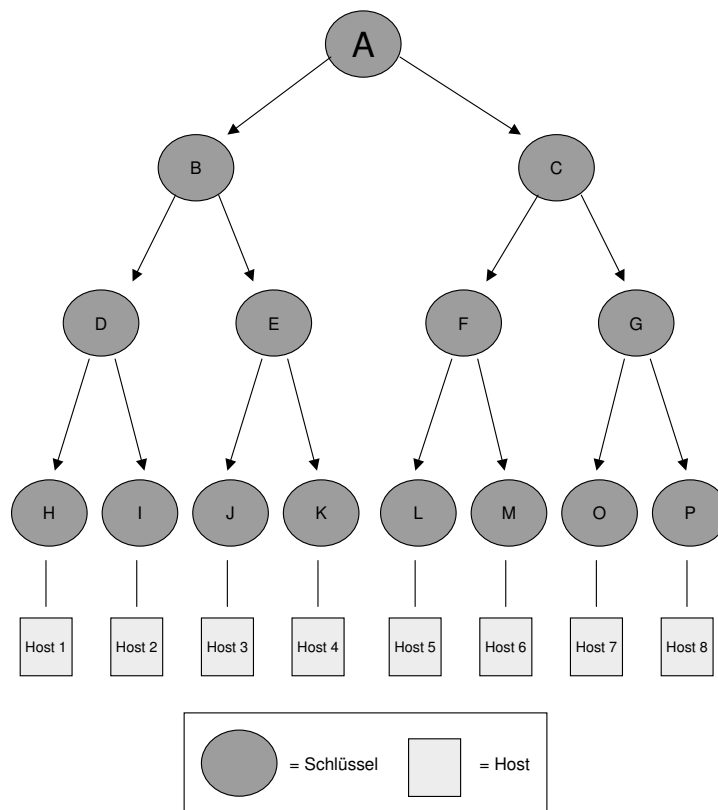 A
B C
D E F G
H I J K L M O P
Host 1 Host 2 Host 3 Host 4 Host 5 Host 6 Host 7 Host 8
= Schlüssel = Host